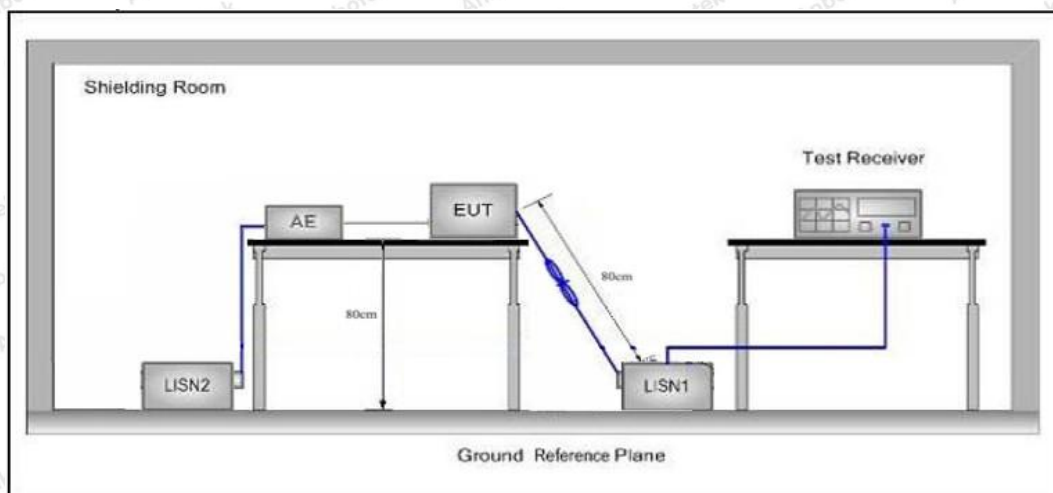 Shielding Room
Test Receiver
AE
EUT
80cm
80cm
LISN2
LISN1
Ground Reference Plane